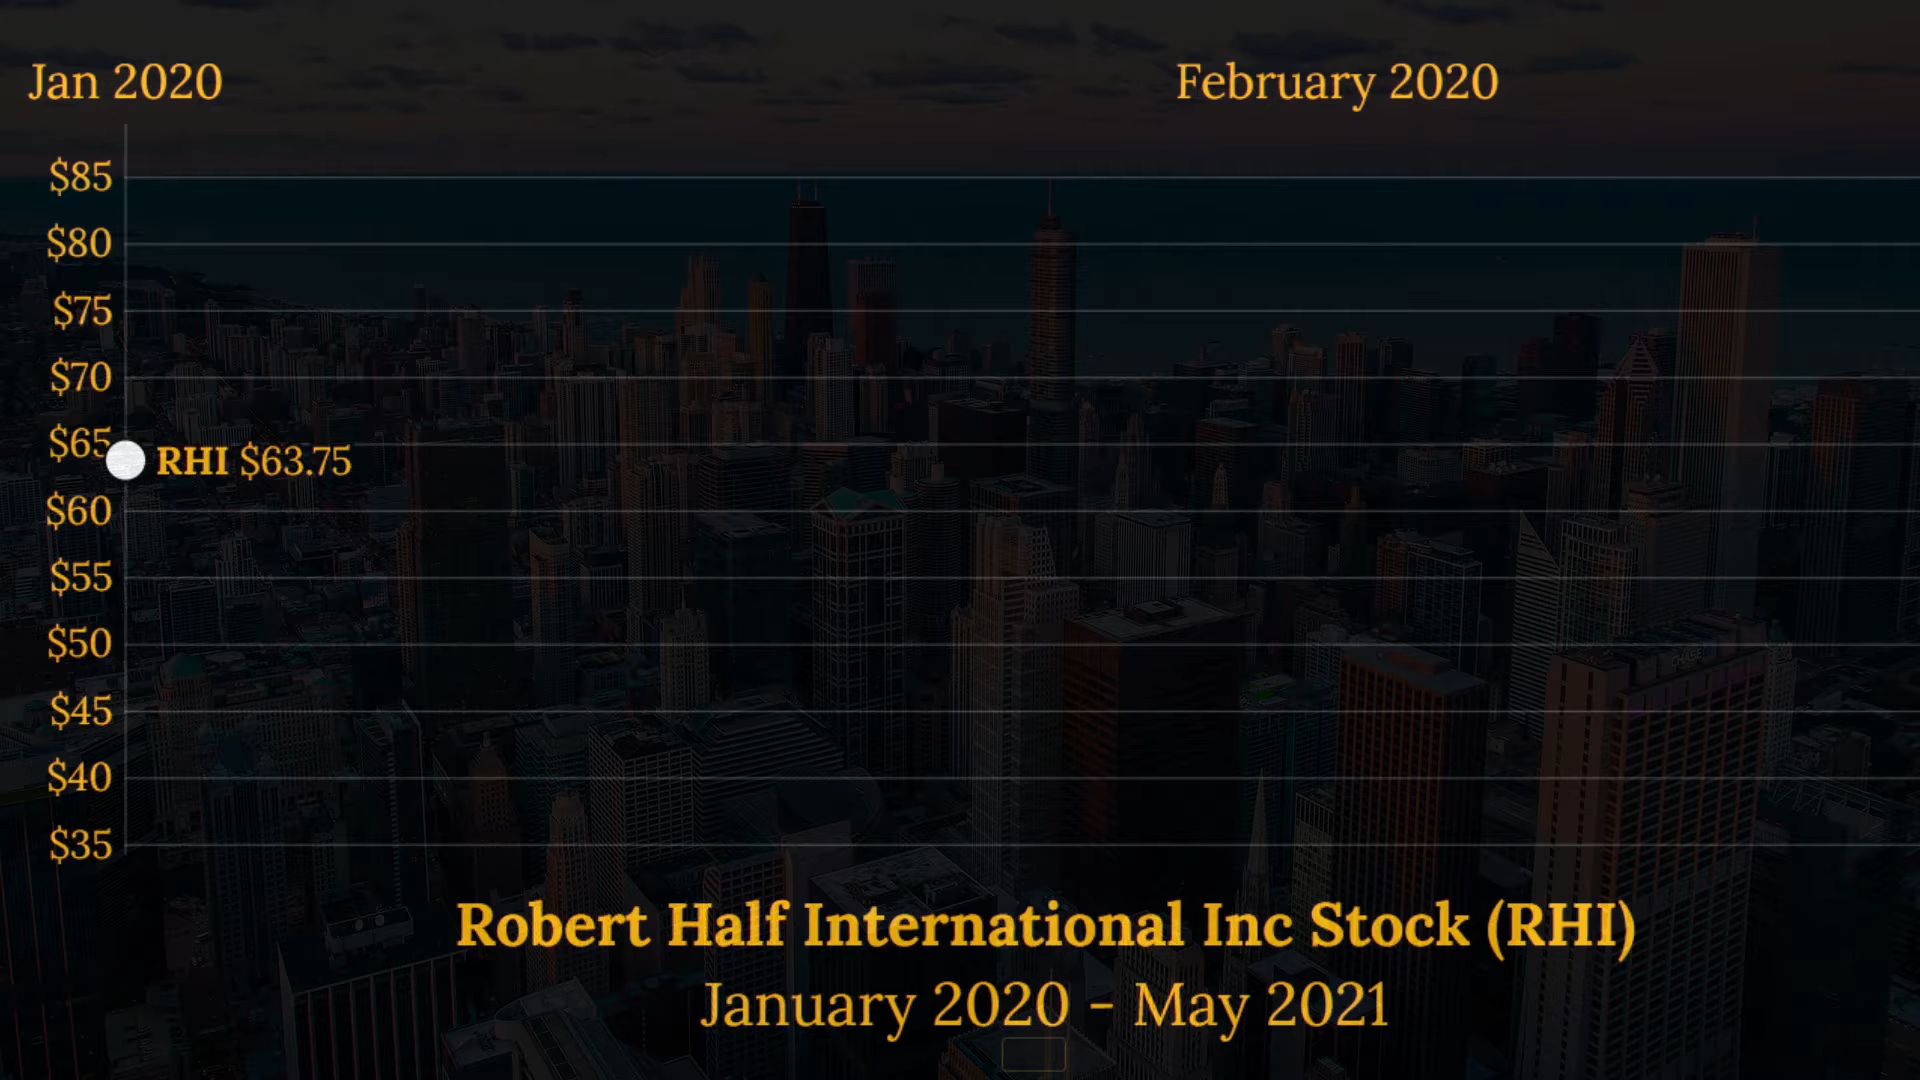 Jan 2020
February 2020
$85
$80
$75
$70
$65
RHI $63.75
$60
$55
$50
$45
$40
$35
Robert Half International Inc Stock (RHI)
January 2020 - May 2021